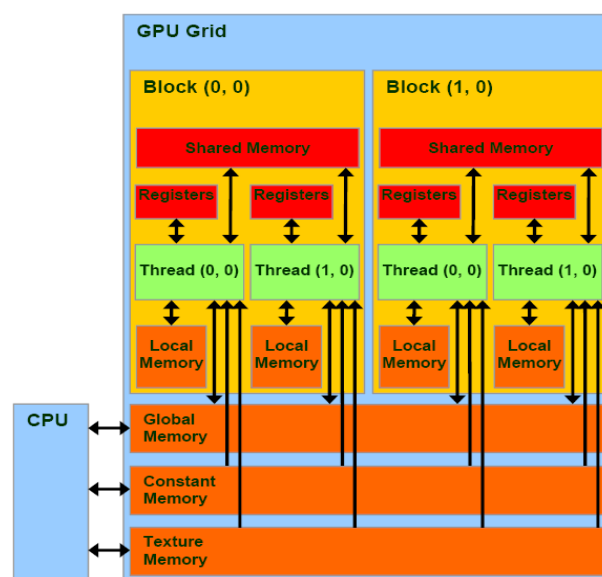 GPU Grid
Block (0, 0)
Shared Memory
Registers
Registers
Thread (0, 0)
Thread (1, 0)
Local
Memory
Local
Memory
Block (1, 0)
Shared Memory
Registers
Registers
Thread (0, 0)
Thread (1, 0)
Local
Memory
Local
Memory
CPU
Global
Memory
Constant
Memory
Texture
Memory